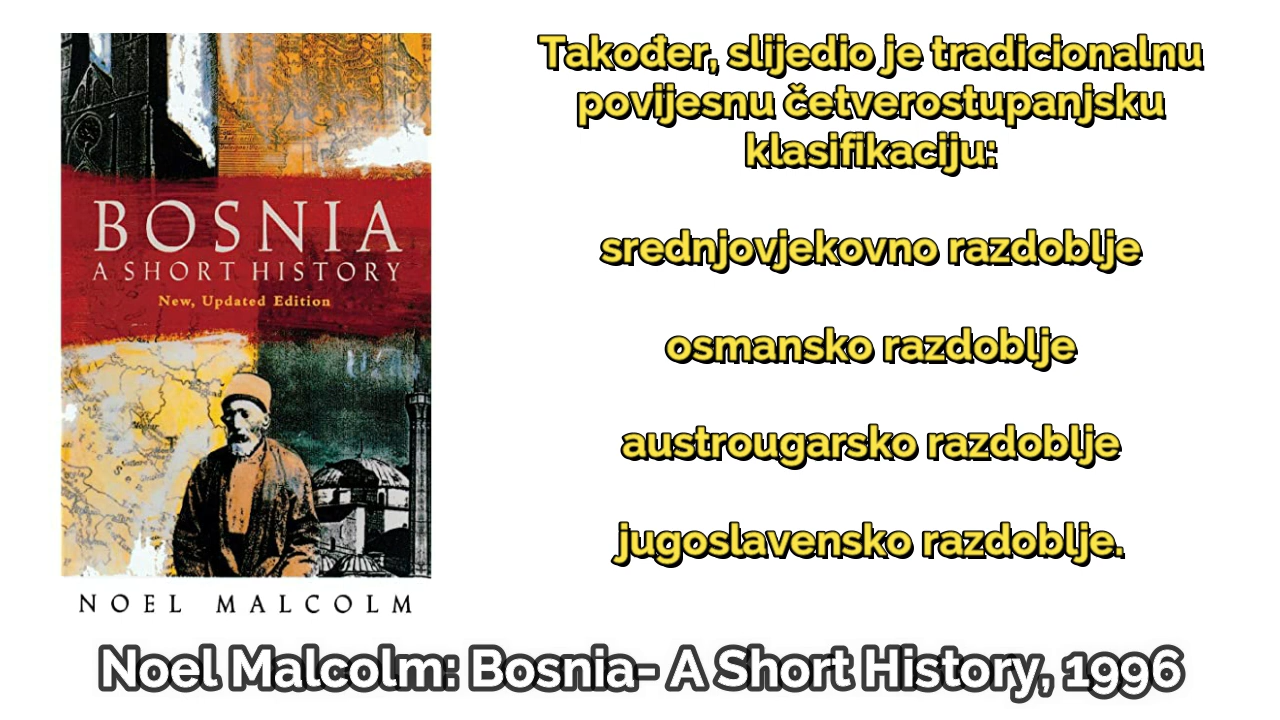 BOSNIA
A SHORT HISTORY
New, Updated Edition
NOEL MALCOLM
Također, slijedio je tradicionalnu
povijesnu četverostupanjsku
klasifikaciju:
srednjovjekovno razdoblje
osmansko razdoblje
austrougarsko razdoblje
jugoslavensko razdoblje.
Noel Malcolm: Bosnia- A Short History, 1996